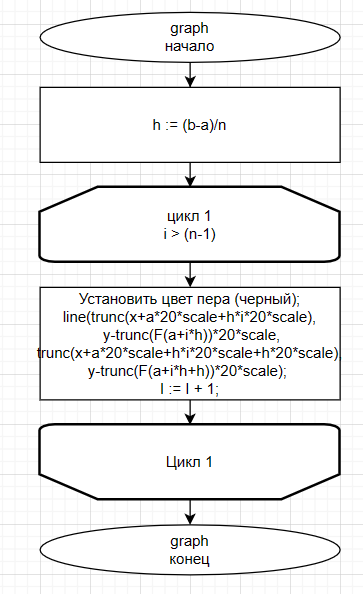 graph
начало
h := (b-a)/n
цикл 1
i > (n-1)
Установить цвет пера (черный);
line(trunc(x+a*20*scale+h*i*20*scale),
y-trunc(F(a+i*h))*20*scale,
trunc(x+a*20*scale+h*i*20*scale+h*20*scale),
y-trunc(F(a+i*h+h))*20*scale);
I := I + 1;
Цикл 1
graph
конец